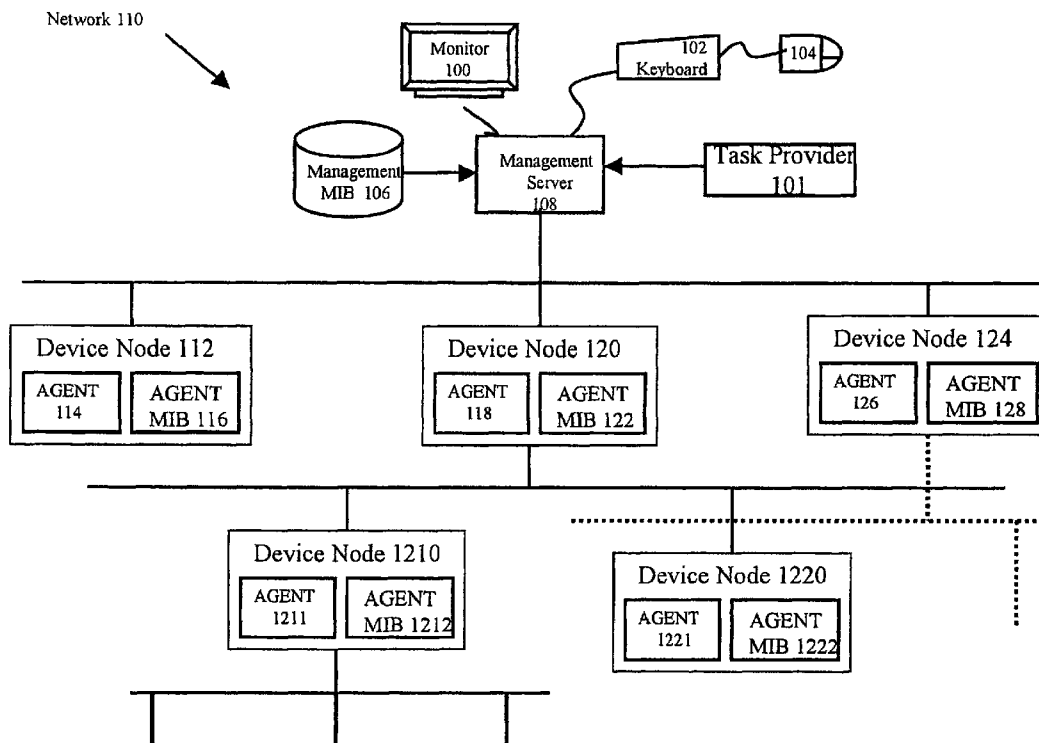 Network 110
Monitor
100
102
Keyboard
104
Management
MIB 106
Management
Server
108
Task Provider
101
Device Node 112
AGENT
114
AGENT
MIB 116
Device Node 120
AGENT
118
AGENT
MIB 122
Device Node 124
AGENT
126
AGENT
MIB 128
Device Node 1210
AGENT
1211
AGENT
MIB 1212
Device Node 1220
AGENT
1221
AGENT
MIB 1222